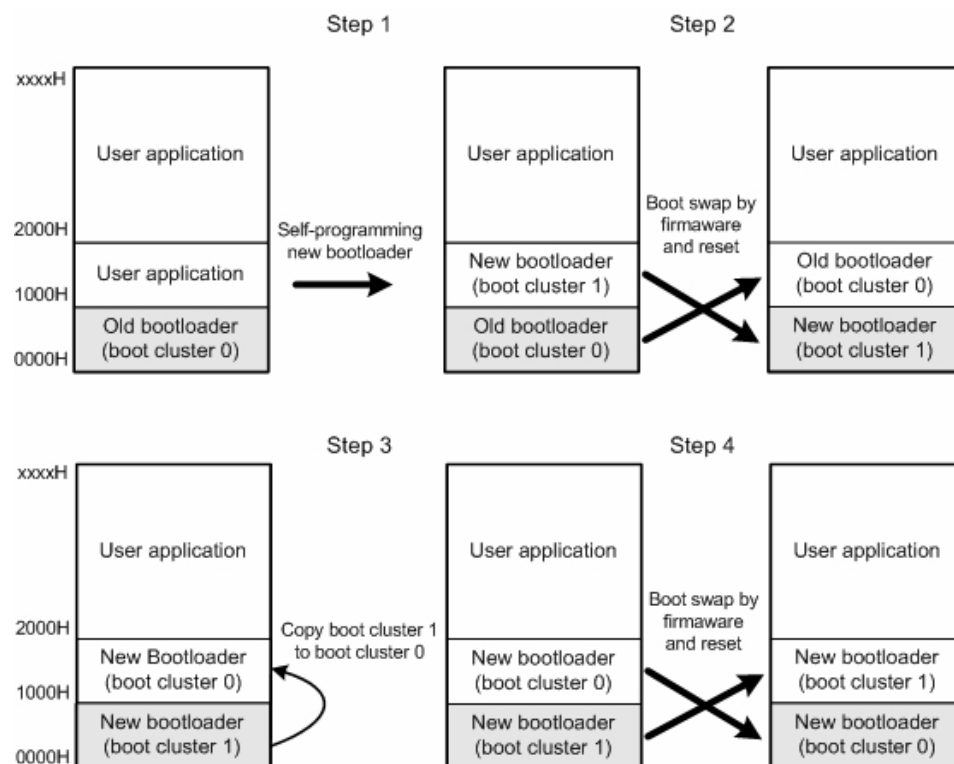 Step 1
Step 2
xxxxH
User application
User application
User application
2000H
Self-programming
new bootloader
Boot swap by
firmaware
and reset
User application
New bootloader
(boot cluster 1)
Old bootloader
(boot cluster 0)
1000H
Old bootloader
(boot cluster 0)
Old bootloader
(boot cluster 0)
New bootloader
(boot cluster 1)
0000H
Step 3
Step 4
xxxxH
User application
User application
User application
2000H
Copy boot cluster 1
to boot cluster 0
Boot swap by
firmaware
and reset
New Bootloader
(boot cluster 0)
New bootloader
(boot cluster 0)
New bootloader
(boot cluster 1)
1000H
New bootloader
(boot cluster 1)
New bootloader
(boot cluster 1)
New bootloader
(boot cluster 0)
0000H